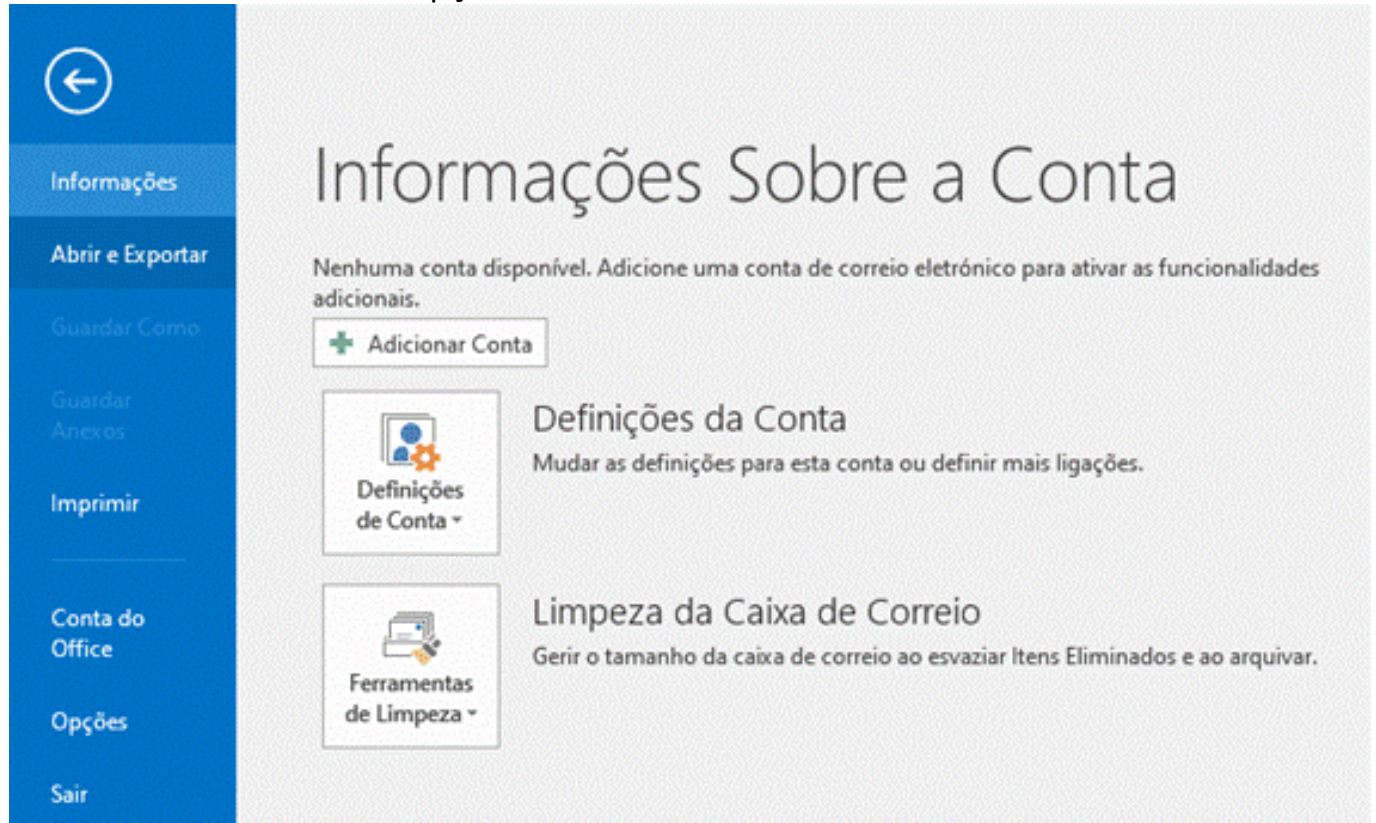 Informações
Abrir e Exportar
Guardar Como
Guardar
Anexos
Imprimir
Conta do
Office
Opções
Sair
Informações Sobre a Conta
Nenhuma conta disponível. Adicione uma conta de correio eletrónico para ativar as funcionalidades
adicionais.
Adicionar Conta
Definições
de Conta
Definições da Conta
Mudar as definições para esta conta ou definir mais ligações.
Ferramentas
de Limpeza
Limpeza da Caixa de Correio
Gerir o tamanho da caixa de correio ao esvaziar Itens Eliminados e ao arquivar.